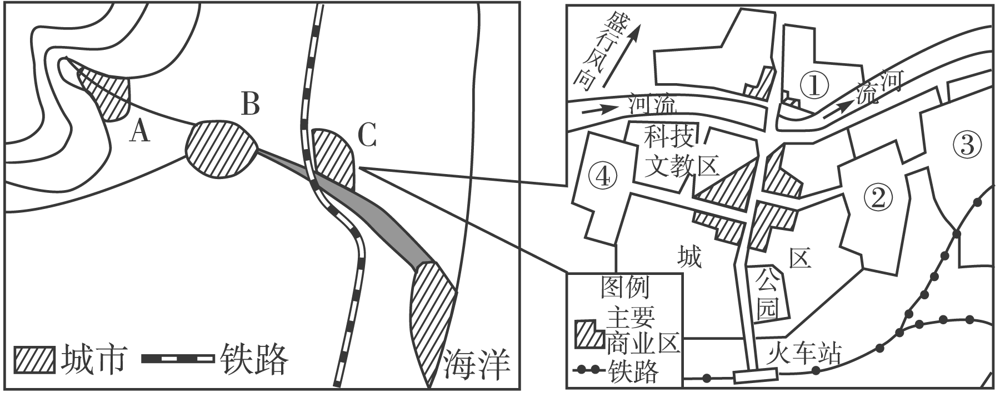 A
B
C
城市
铁路
海洋
盛行风向
①
河流
河流
科技
文教区
③
④
②
城区
公园
图例
主要
商业区
铁路
火车站